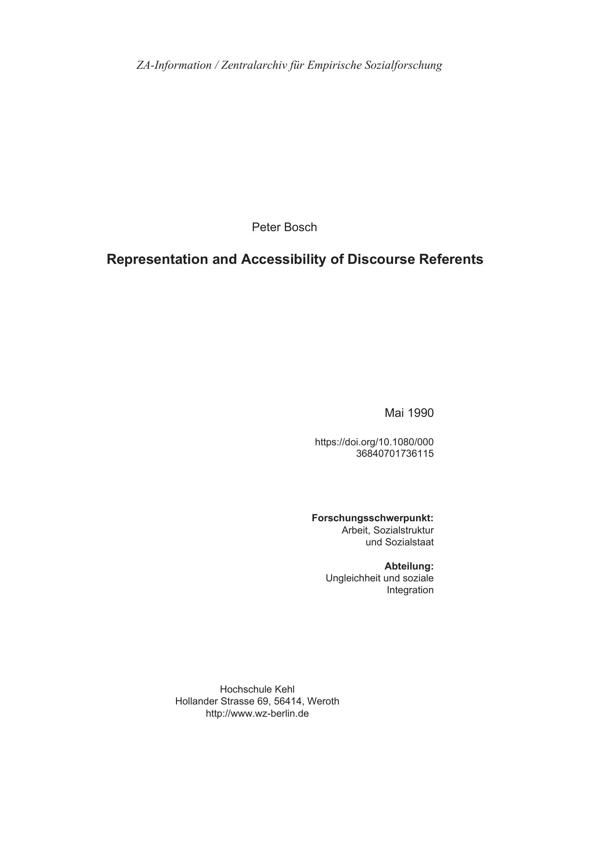 ZA-Information / Zentralarchiv für Empirische Sozialforschung
Peter Bosch
Representation and Accessibility of Discourse Referents
Mai 1990
https://doi.org/10.1080/000
36840701736115
Forschungsschwerpunkt:
Arbeit, Sozialstruktur
und Sozialstaat
Abteilung:
Ungleichheit und soziale
Integration
Hochschule Kehl
Hollander Strasse 69, 56414, Weroth
http://www.wz-berlin.de